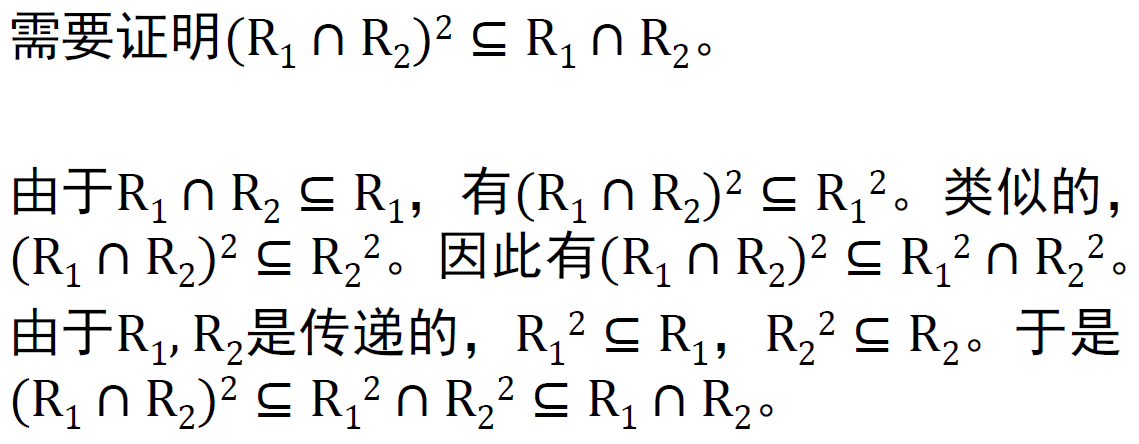 需要证明(R₁ ∩ R₂)² ⊆ R₁ ∩ R₂。
由于R₁ ∩ R₂ ⊆ R₁，有(R₁ ∩ R₂)² ⊆ R₁²。类似的，
(R₁ ∩ R₂)² ⊆ R₂²。因此有(R₁ ∩ R₂)² ⊆ R₁² ∩ R₂²。
由于R₁, R₂是传递的，R₁² ⊆ R₁，R₂² ⊆ R₂。于是
(R₁ ∩ R₂)² ⊆ R₁² ∩ R₂² ⊆ R₁ ∩ R₂。